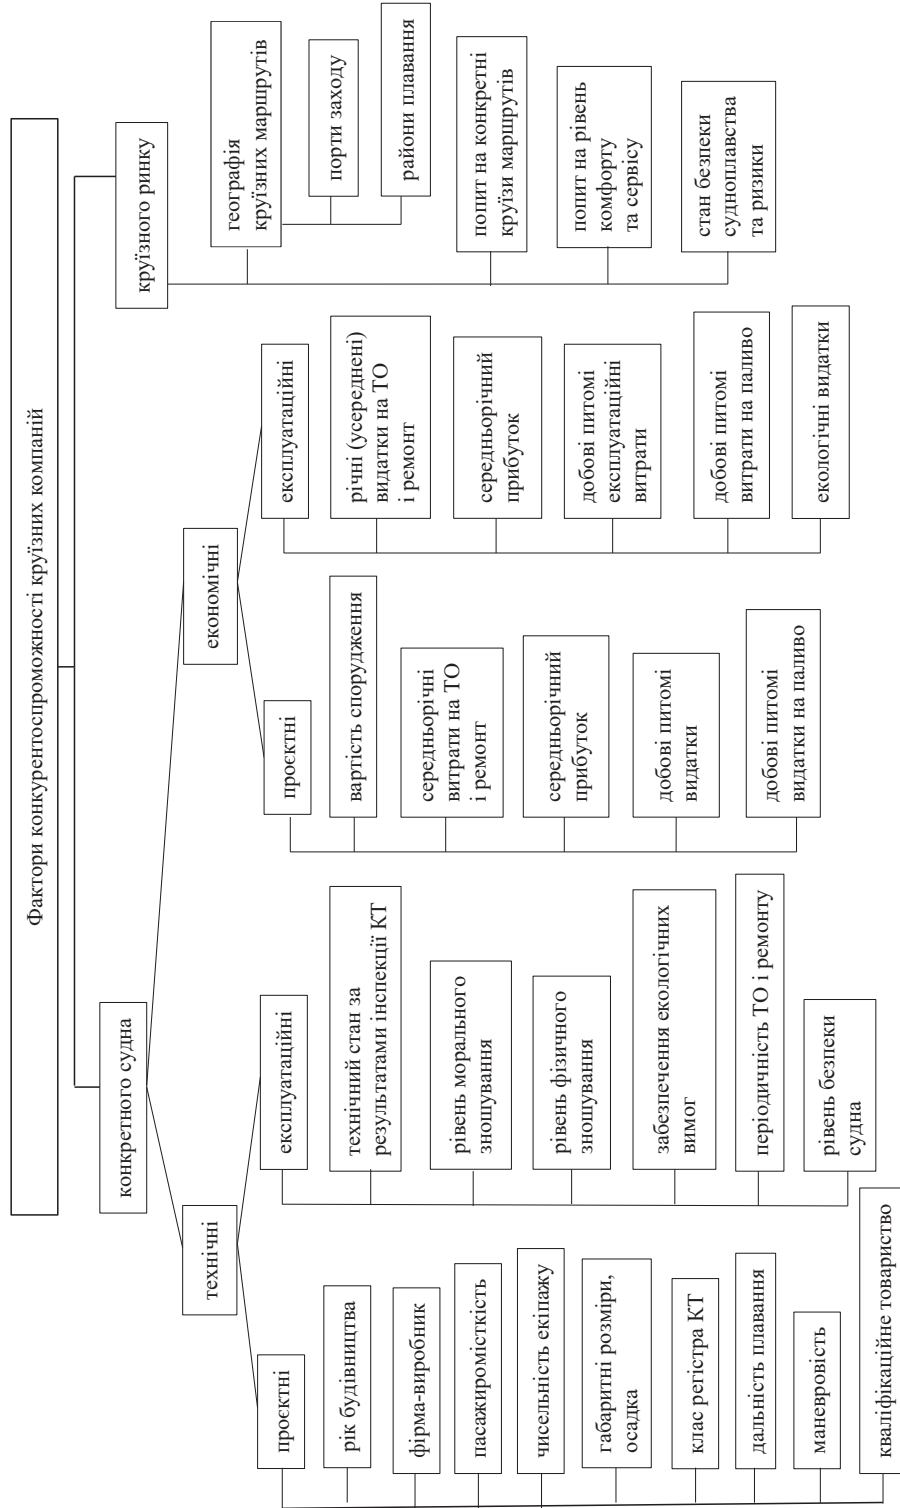 Фактори конкурентоспроможності круїзних компаній
конкретного судна
круїзного ринку
технічні
економічні
проєктні
рік будівництва
фірма-виробник
пасажиромісткість
чисельність екіпажу
габаритні розміри,
осадка
клас регістра КТ
дальність плавання
маневровість
кваліфікаційне товариство
експлуатаційні
технічний стан за
результатами інспекції КТ
рівень морального
зношування
рівень фізичного
зношування
забезпечення екологічних
вимог
періодичність ТО і ремонту
рівень безпеки
судна
проєктні
вартість спорудження
середньорічні
витрати на ТО
і ремонт
середньорічний
прибуток
добові питомі
видатки
добові питомі
видатки на паливо
експлуатаційні
річні (усереднені)
видатки на ТО
і ремонт
середньорічний
прибуток
добові питомі
експлуатаційні
витрати
добові питомі
витрати на паливо
екологічні видатки
географія
круїзних маршрутів
порти заходу
райони плавання
попит на конкретні
круїзи маршрутів
попит на рівень
комфорту
та сервісу
стан безпеки
судноплавства
та ризики